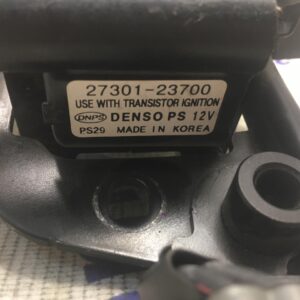 27301-23700
USE WITH TRANSISTOR IGNITION
DNPS DENSO PS 12V
PS29 MADE IN KOREA